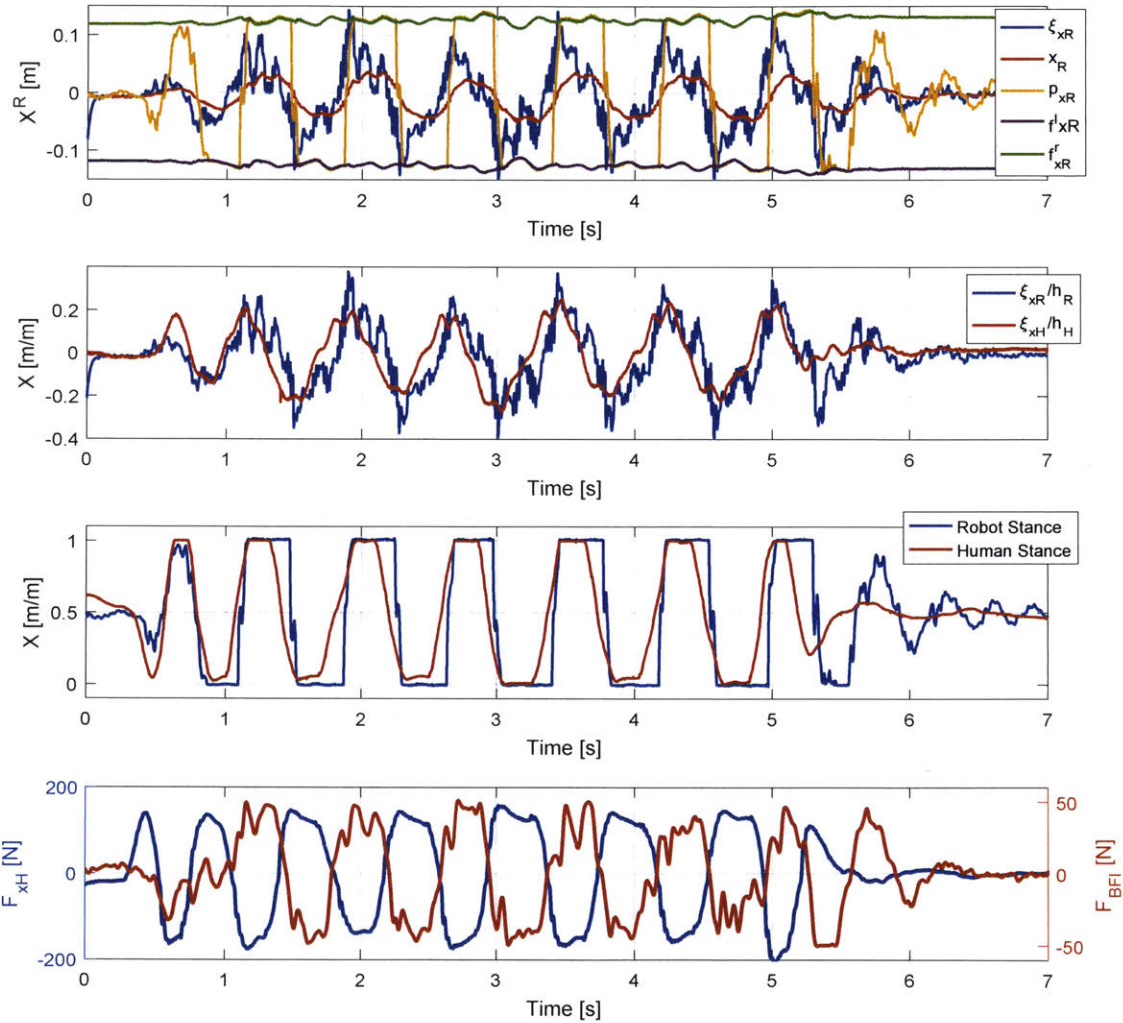 0.1
0
-0.1
X^R [m]
ξ_xR
x_R
p_xR
f^l_xR
f^r_xR
0 1 2 3 4 5 6 7
Time [s]
0.2
0
-0.2
-0.4
X [m/m]
ξ_xR/h_R
ξ_xH/h_H
0 1 2 3 4 5 6 7
Time [s]
1
0.5
0
X [m/m]
Robot Stance
Human Stance
0 1 2 3 4 5 6 7
Time [s]
200
0
-200
F_xH [N]
50
0
-50
F_BFI [N]
0 1 2 3 4 5 6 7
Time [s]